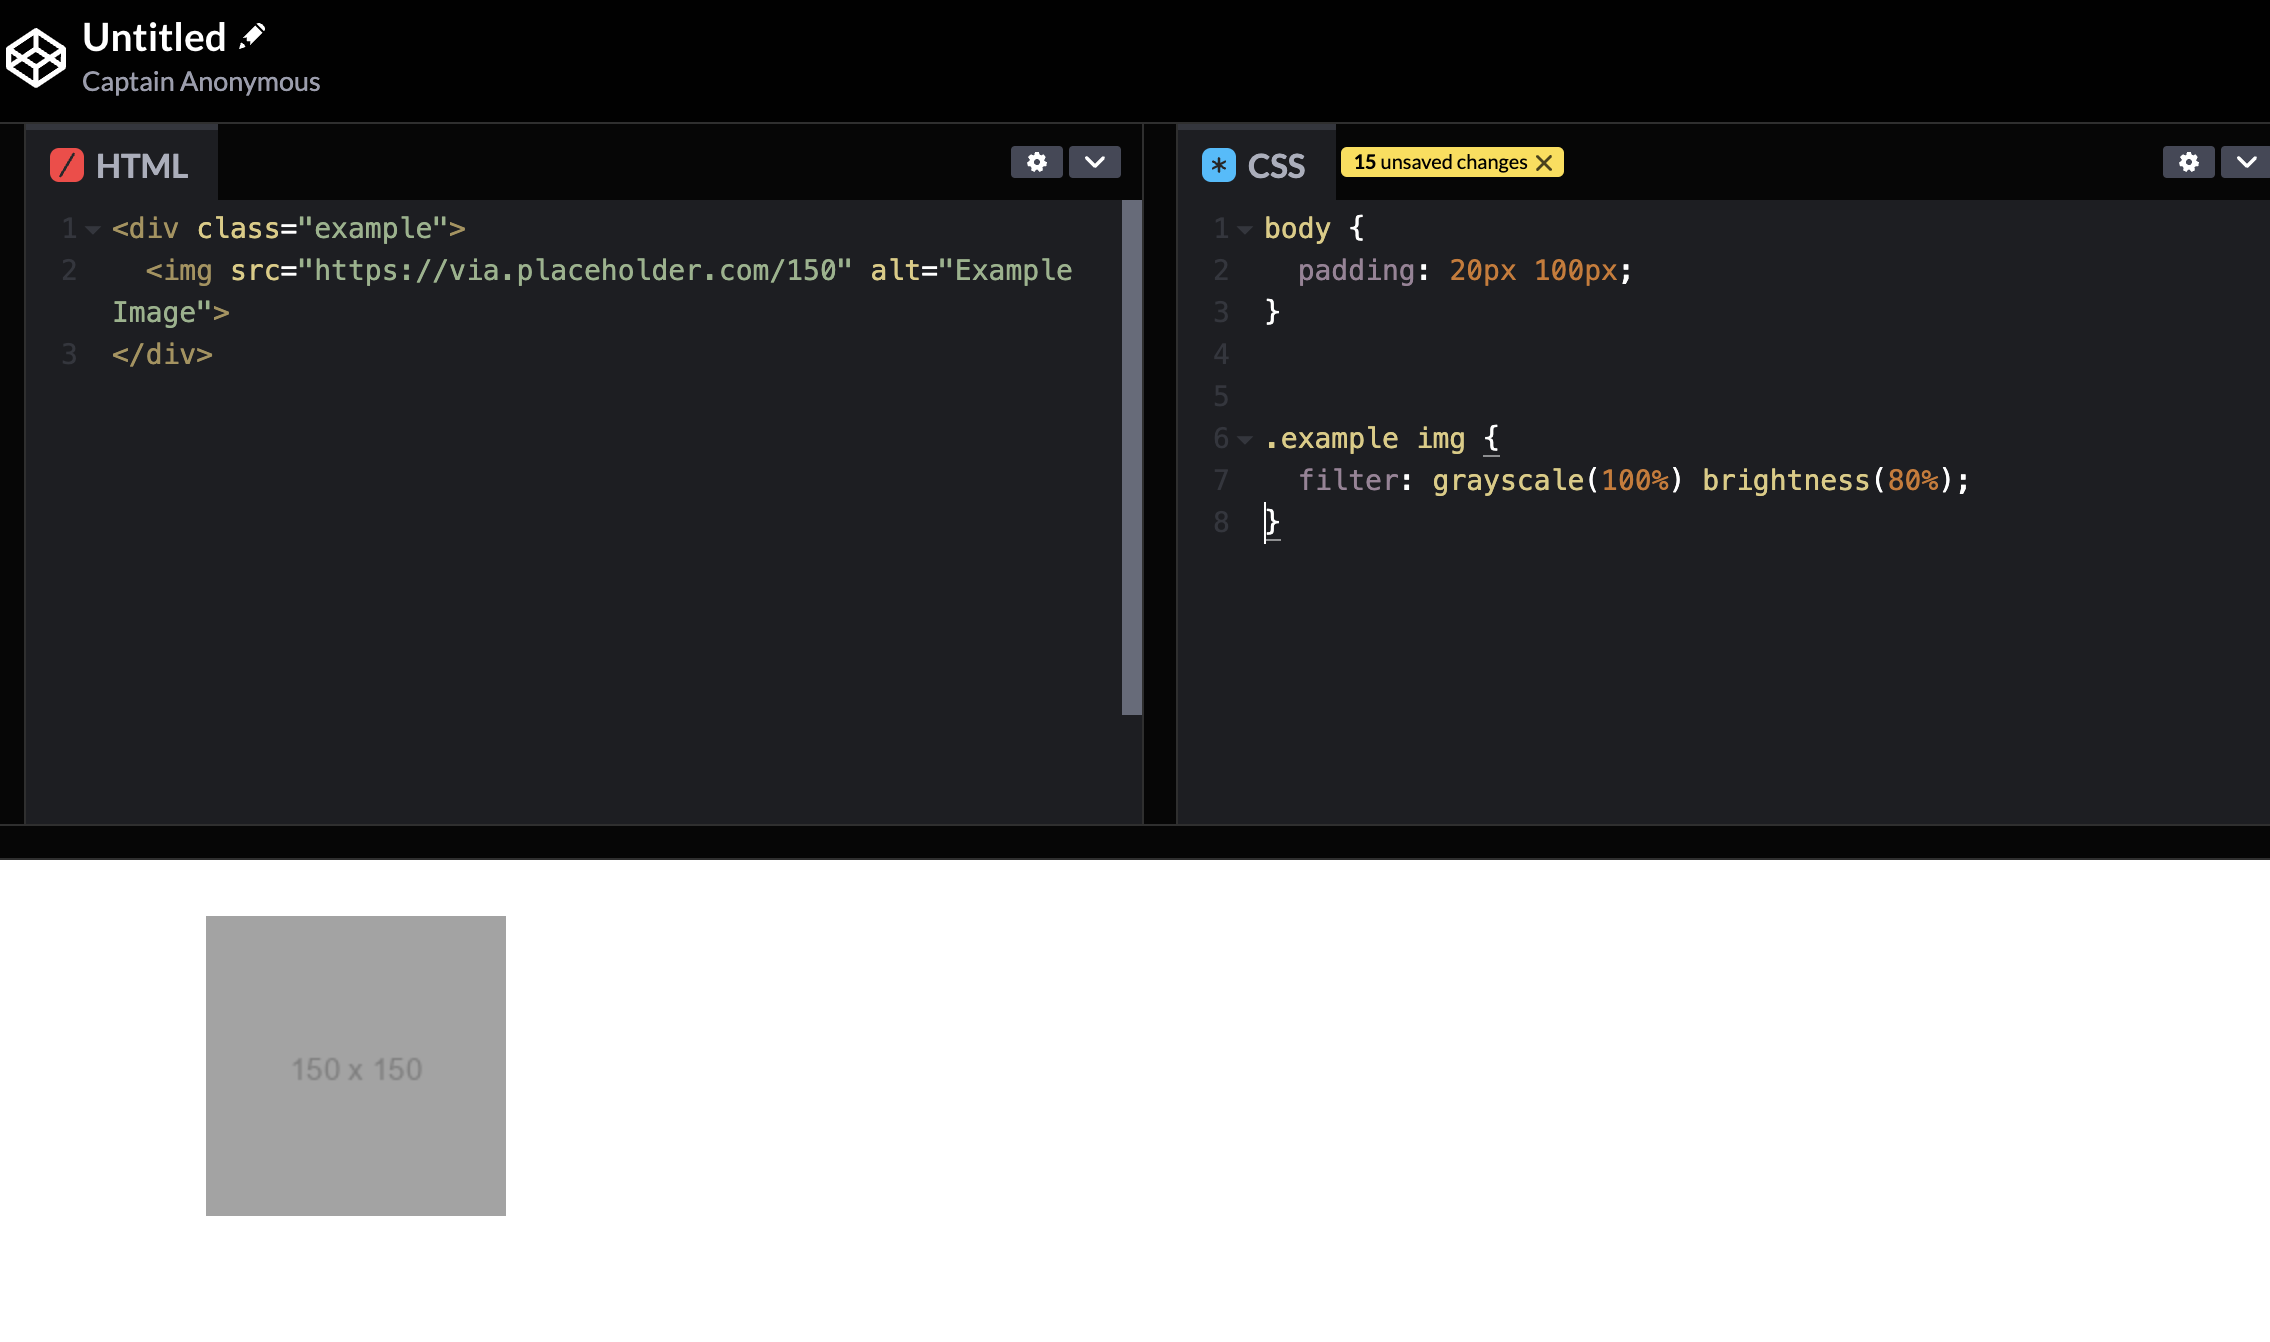 Untitled
Captain Anonymous
HTML
1 <div class="example">
2 <img src="https://via.placeholder.com/150" alt="Example
Image">
3 </div>
CSS
15 unsaved changes
1 body {
2 padding: 20px 100px;
3 }
4
5
6 .example img {
7 filter: grayscale(100%) brightness(80%);
8 }
150 x 150